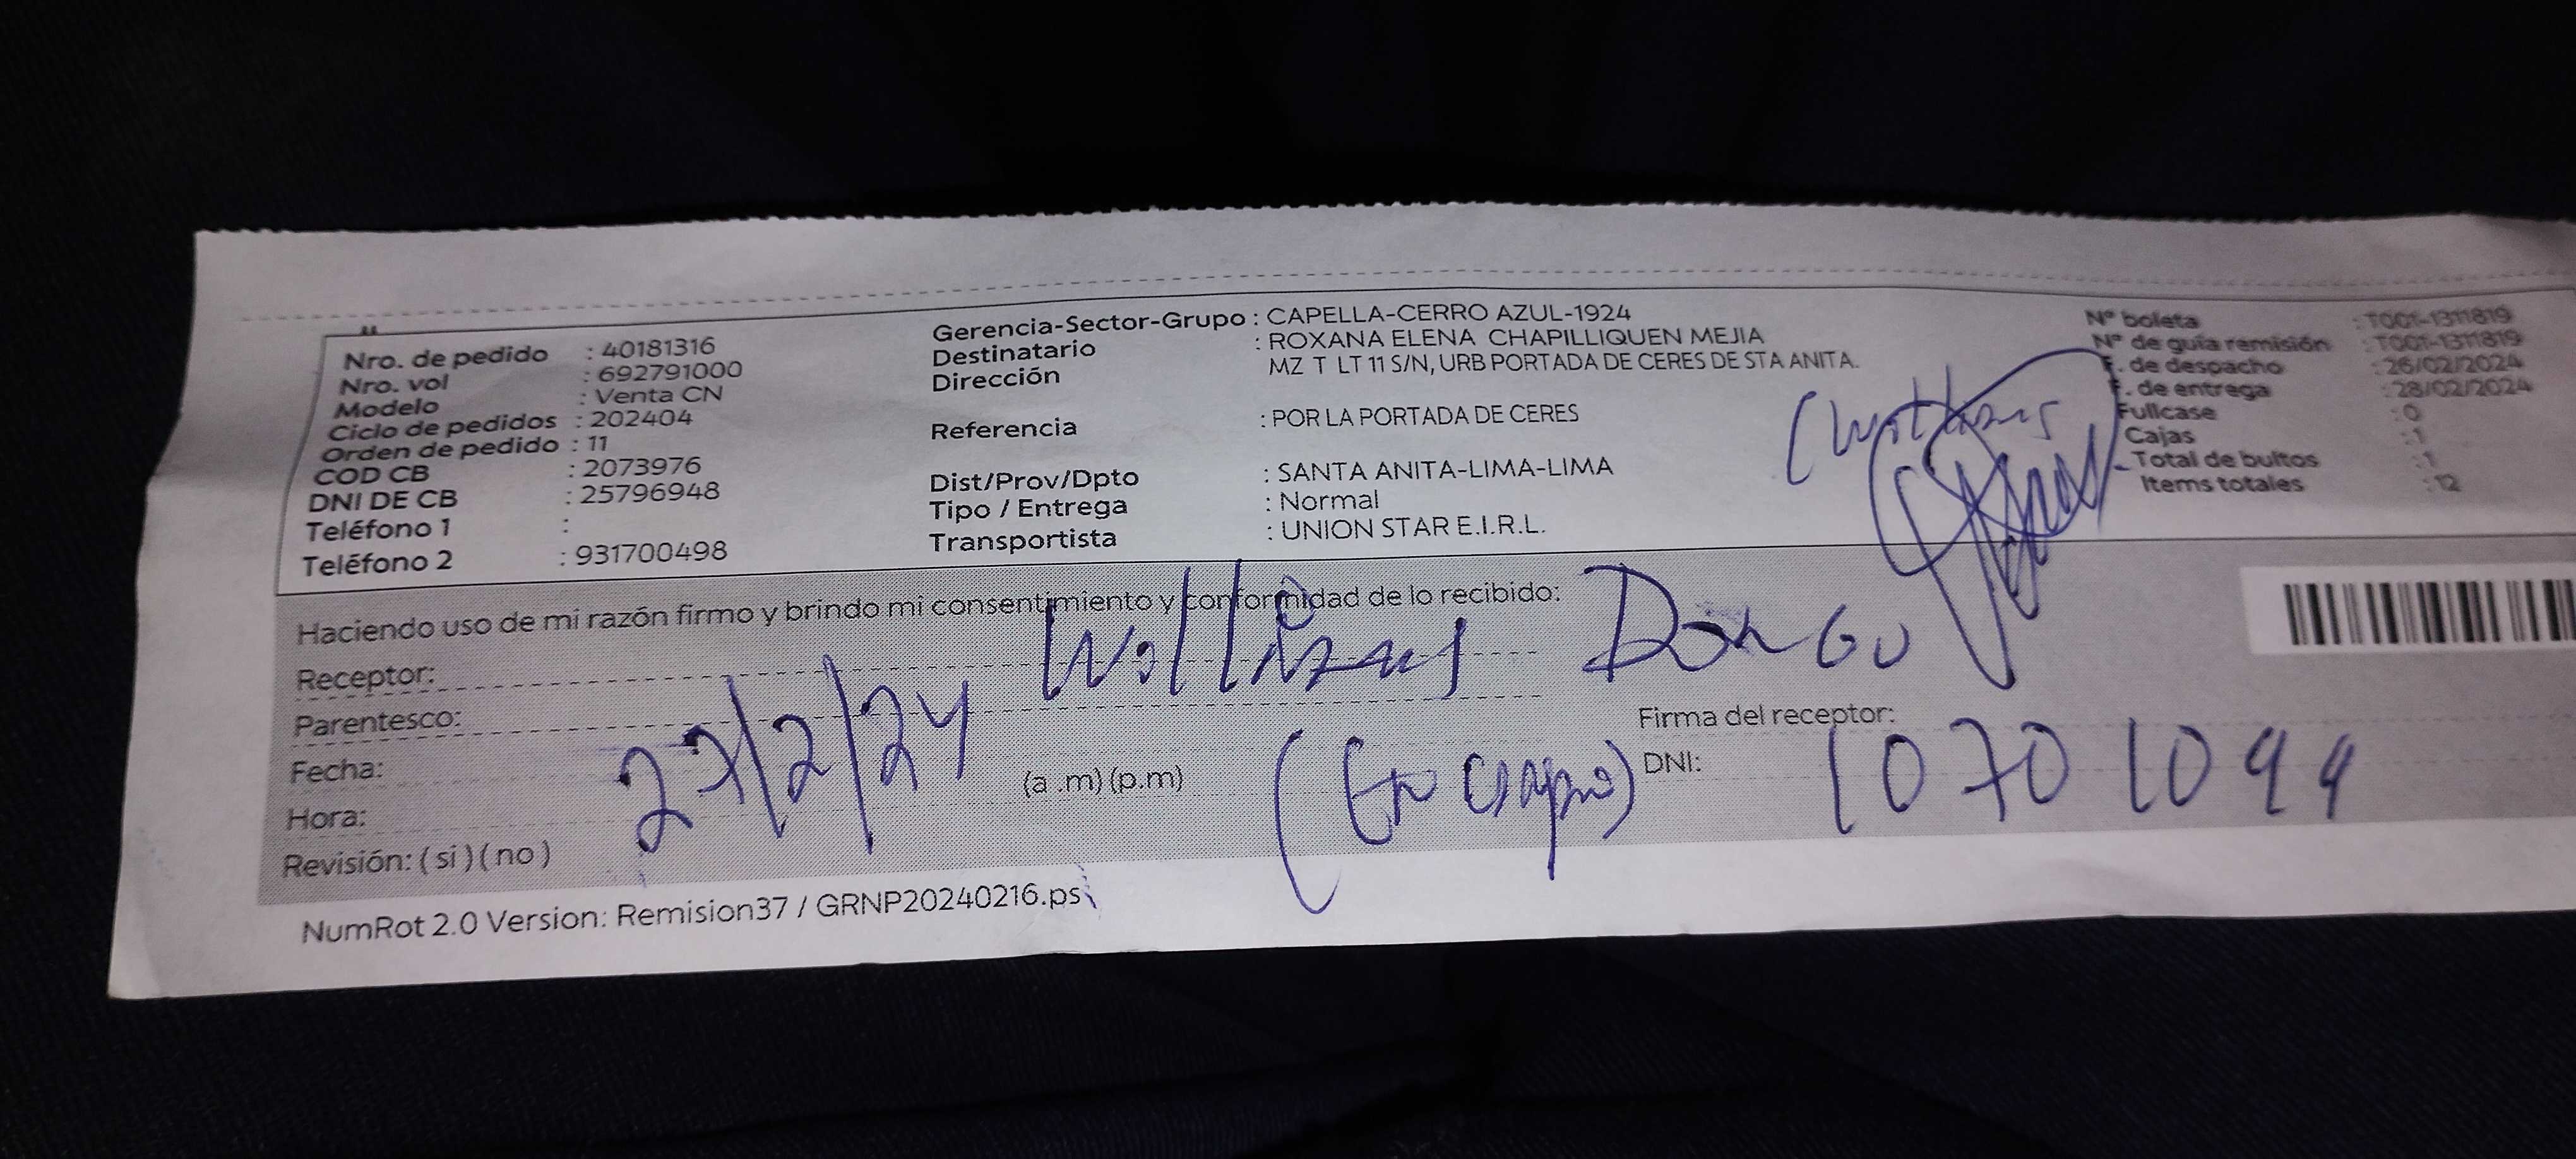 Nro. de pedido : 40181316
Nro. vol : 692791000
Modelo : Venta CN
Ciclo de pedidos : 202404
Orden de pedido : 11
COD CB : 2073976
DNI DE CB : 25796948
Teléfono 1 :
Teléfono 2 : 931700498
Gerencia-Sector-Grupo : CAPELLA-CERRO AZUL-1924
Destinatario : ROXANA ELENA CHAPILLIQUEN MEJIA
Dirección MZ T LT 11 S/N, URB PORTADA DE CERES DE STA ANITA.
Referencia : POR LA PORTADA DE CERES
Dist/Prov/Dpto : SANTA ANITA-LIMA-LIMA
Tipo / Entrega : Normal
Transportista : UNION STAR E.I.R.L.
N° boleta : T001-1311819
N° de guía remisión : T001-1311819
F. de despacho : 26/02/2024
F. de entrega : 28/02/2024
Fullcase : 0
Cajas : 1
Total de bultos : 1
Items totales : 12
Haciendo uso de mi razón firmo y brindo mi consentimiento y conformidad de lo recibido:
Receptor:
Parentesco:
Fecha: 27/2/24
Hora: (a .m) (p.m)
Revisión: ( si ) ( no )
Firma del receptor:
DNI: 10701099
NumRot 2.0 Version: Remision37 / GRNP20240216.ps